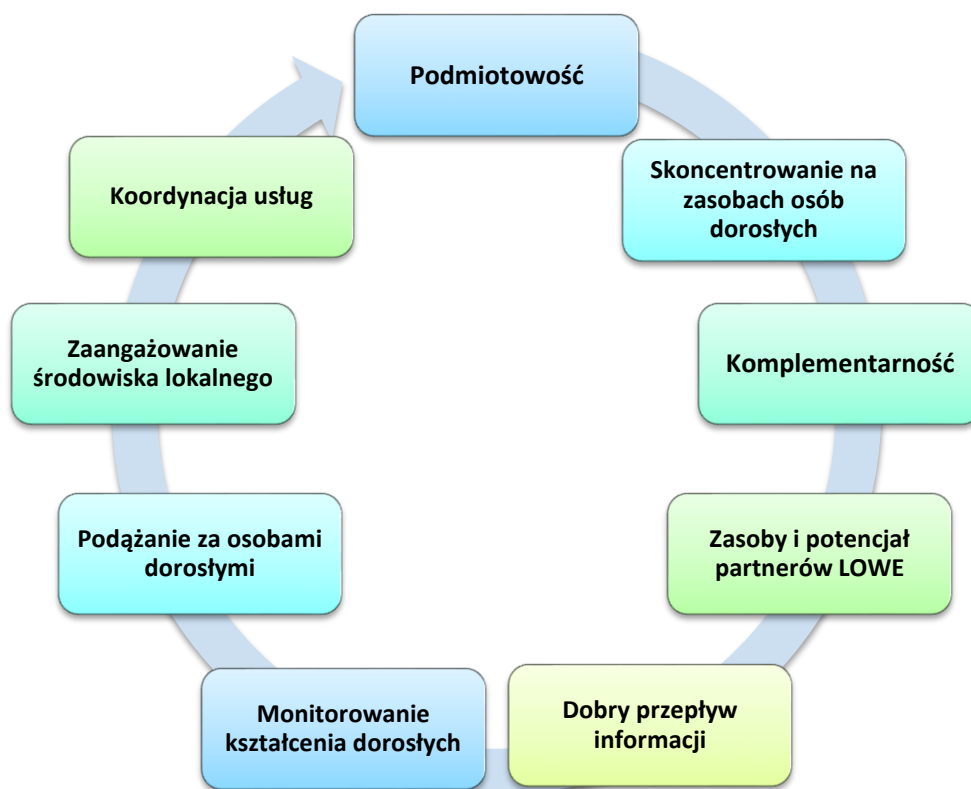 Podmiotowość
Skoncentrowanie na
zasobach osób
dorosłych
Komplementarność
Zasoby i potencjał
partnerów LOWE
Dobry przepływ
informacji
Monitorowanie
kształcenia dorosłych
Podążanie za osobami
dorosłymi
Zaangażowanie
środowiska lokalnego
Koordynacja usług